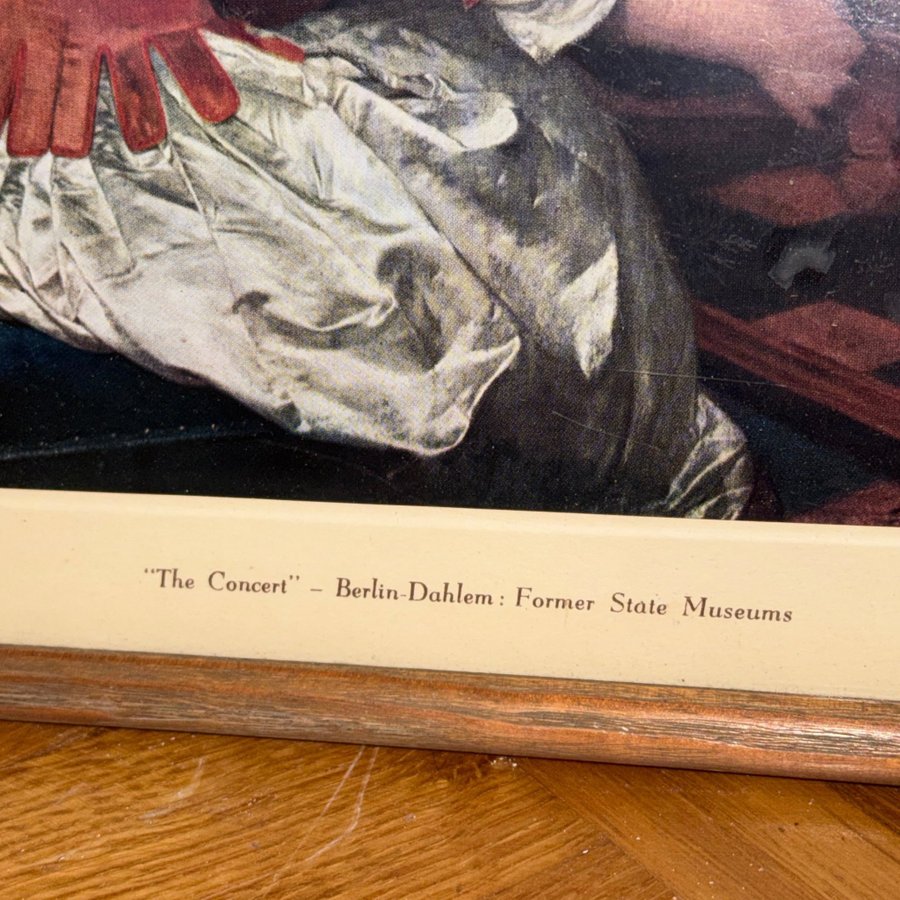 “The Concert” – Berlin-Dahlem : Former State Museums